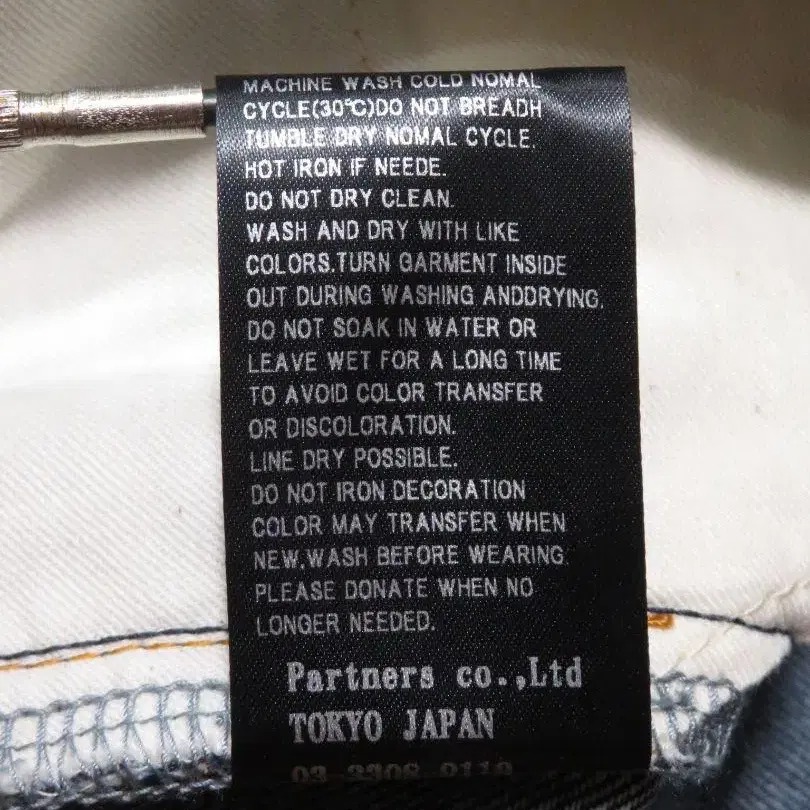 MACHINE WASH COLD NOMAL
CYCLE(30℃)DO NOT BREADH
TUMBLE DRY NOMAL CYCLE.
HOT IRON IF NEEDE.
DO NOT DRY CLEAN.
WASH AND DRY WITH LIKE
COLORS.TURN GARMENT INSIDE
OUT DURING WASHING ANDDRYING.
DO NOT SOAK IN WATER OR
LEAVE WET FOR A LONG TIME
TO AVOID COLOR TRANSFER
OR DISCOLORATION.
LINE DRY POSSIBLE.
DO NOT IRON DECORATION
COLOR MAY TRANSFER WHEN
NEW.WASH BEFORE WEARING
PLEASE DONATE WHEN NO
LONGER NEEDED.
Partners co.,Ltd
TOKYO JAPAN